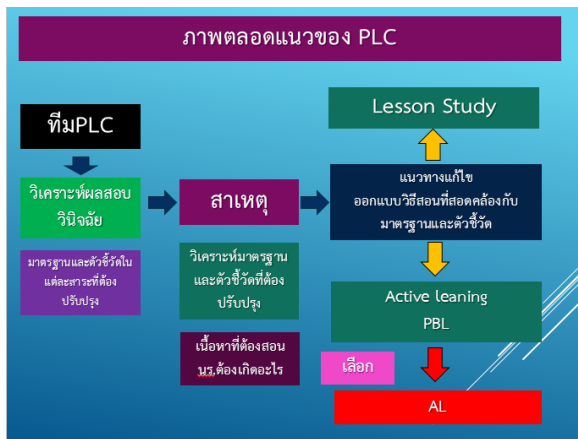 ภาพตลอดแนวของ PLC
ทีมPLC
วิเคราะห์ผลสอบ
วินิจฉัย
มาตรฐานและตัวชี้วัดใน
แต่ละสาระที่ต้อง
ปรับปรุง
สาเหตุ
วิเคราะห์มาตรฐาน
และตัวชี้วัดที่ต้อง
ปรับปรุง
เนื้อหาที่ต้องสอน
นร.ต้องเกิดอะไร
Lesson Study
แนวทางแก้ไข
ออกแบบวิธีสอนที่สอดคล้องกับ
มาตรฐานและตัวชี้วัด
Active leaning
PBL
เลือก
AL